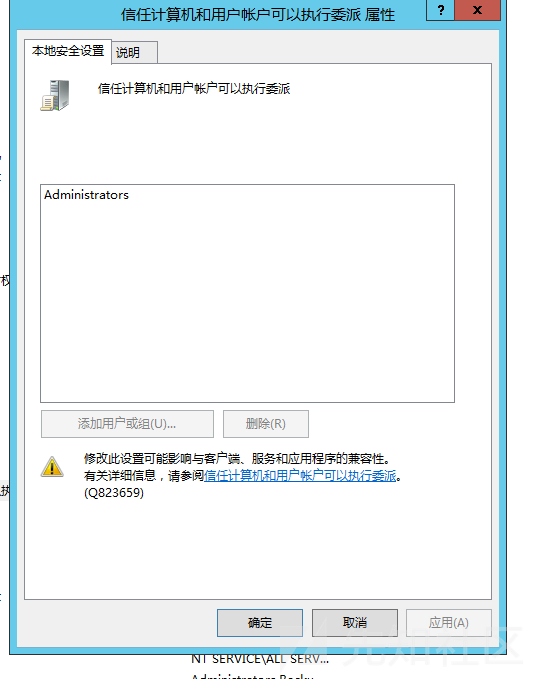 信任计算机和用户帐户可以执行委派 属性
?
x
本地安全设置
说明
信任计算机和用户帐户可以执行委派
Administrators
添加用户或组(U)...
删除(R)
修改此设置可能影响与客户端、服务和应用程序的兼容性。
有关详细信息，请参阅信任计算机和用户帐户可以执行委派。
(Q823659)
权
执
确定
取消
应用(A)
先知社区
NT SERVICE\ALL SERV...